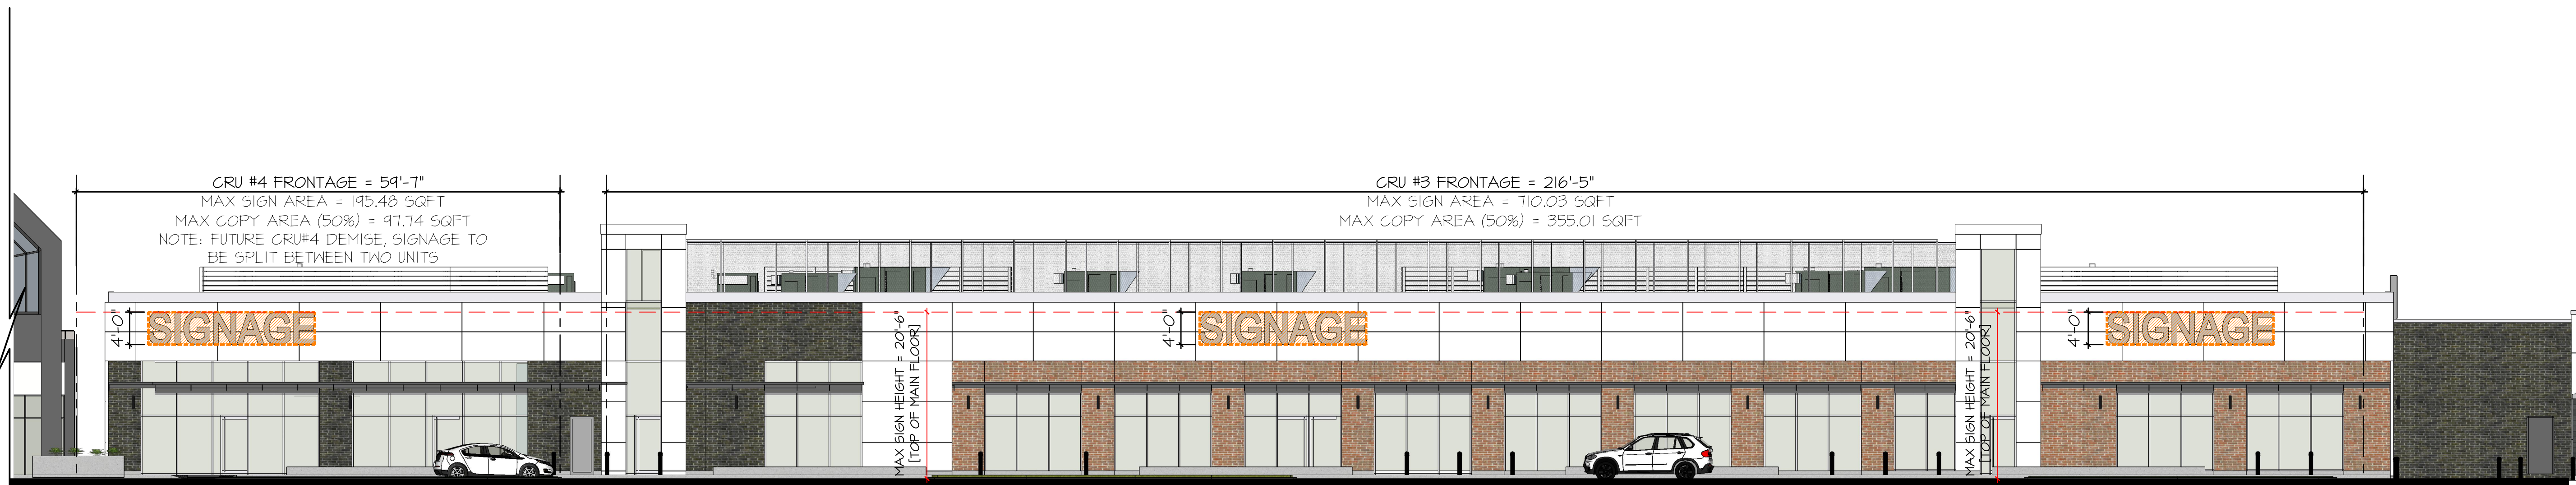 CRU #4 FRONTAGE = 59'-7"
MAX SIGN AREA = 195.48 SQFT
MAX COPY AREA (50%) = 97.74 SQFT
NOTE: FUTURE CRU#4 DEMISE, SIGNAGE TO
BE SPLIT BETWEEN TWO UNITS
CRU #3 FRONTAGE = 216'-5"
MAX SIGN AREA = 710.03 SQFT
MAX COPY AREA (50%) = 355.01 SQFT
4'-0"
SIGNAGE
MAX SIGN HEIGHT = 20'-6"
[TOP OF MAIN FLOOR]
4'-0"
SIGNAGE
MAX SIGN HEIGHT = 20'-6"
[TOP OF MAIN FLOOR]
4'-0"
SIGNAGE